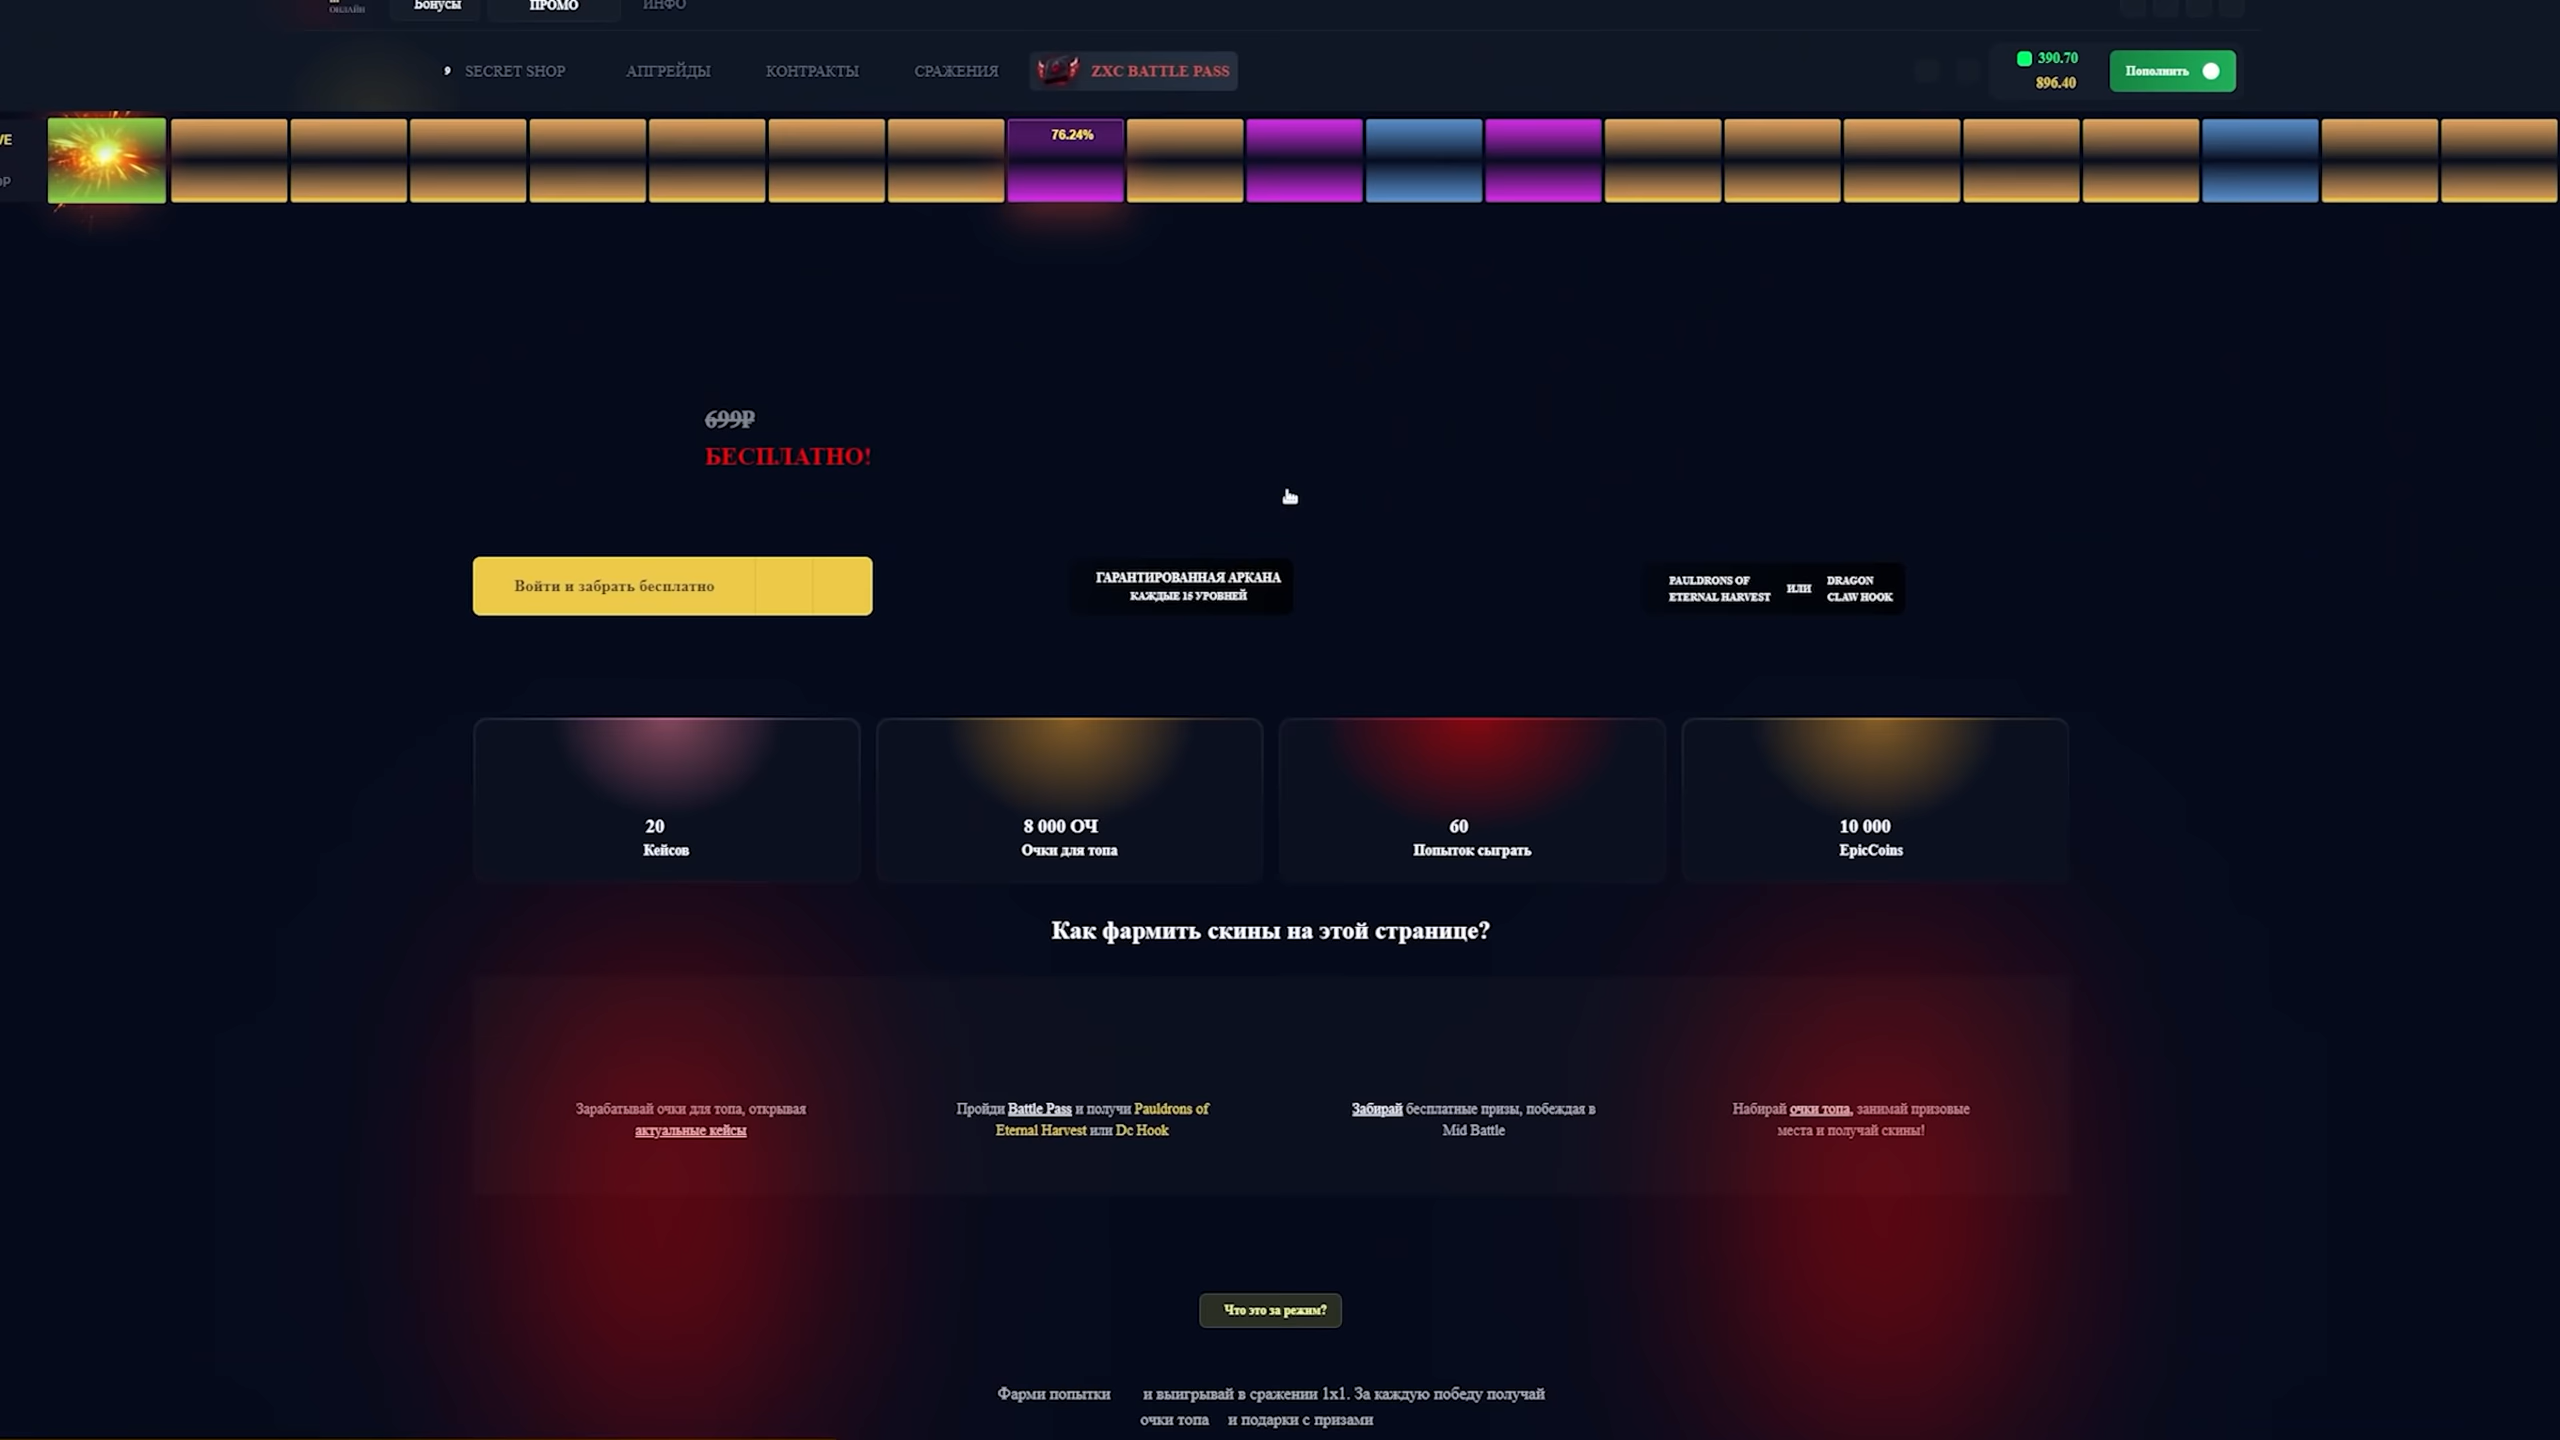 ОНЛАЙН
Бонусы
ПРОМО
ИНФО
9 SECRET SHOP
АПГРЕЙДЫ
КОНТРАКТЫ
СРАЖЕНИЯ
ZXC BATTLE PASS
390.70
896.40
Пополнить
76.24%
699₽
БЕСПЛАТНО!
Войти и забрать бесплатно
ГАРАНТИРОВАННАЯ АРКАНА
КАЖДЫЕ 15 УРОВНЕЙ
PAULDRONS OF
ETERNAL HARVEST
ИЛИ
DRAGON
CLAW HOOK
20
Кейсов
8 000 ОЧ
Очки для топа
60
Попыток сыграть
10 000
EpicCoins
Как фармить скины на этой странице?
Зарабатывай очки для топа, открывая
актуальные кейсы
Пройди Battle Pass и получи Pauldrons of
Eternal Harvest или Dc Hook
Забирай бесплатные призы, побеждая в
Mid Battle
Набирай очки топа, занимай призовые
места и получай скины!
Что это за режим?
Фарми попытки и выигрывай в сражении 1x1. За каждую победу получай
очки топа и подарки с призами